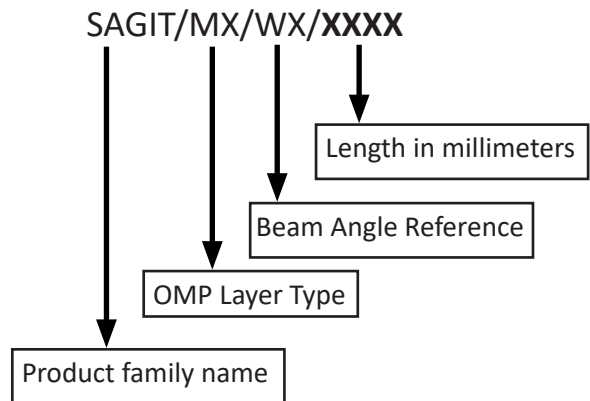 SAGIT/MX/WX/XXXX
Length in millimeters
Beam Angle Reference
OMP Layer Type
Product family name